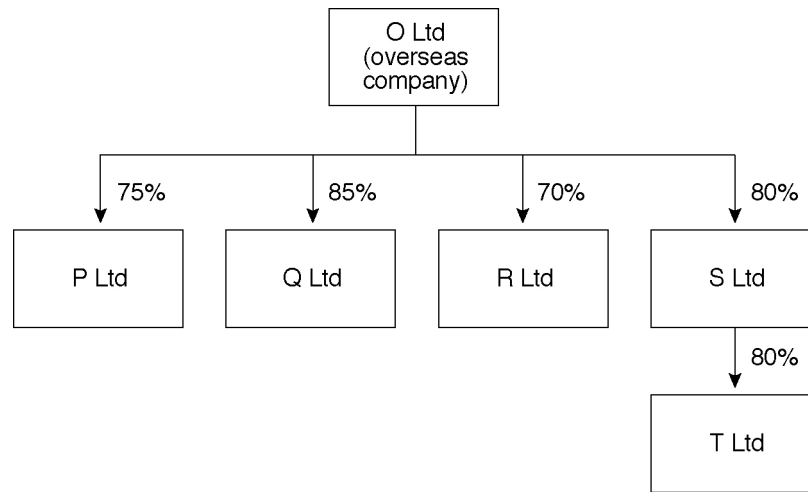 O Ltd
(overseas
company)
75%
85%
70%
80%
P Ltd
Q Ltd
R Ltd
S Ltd
80%
T Ltd